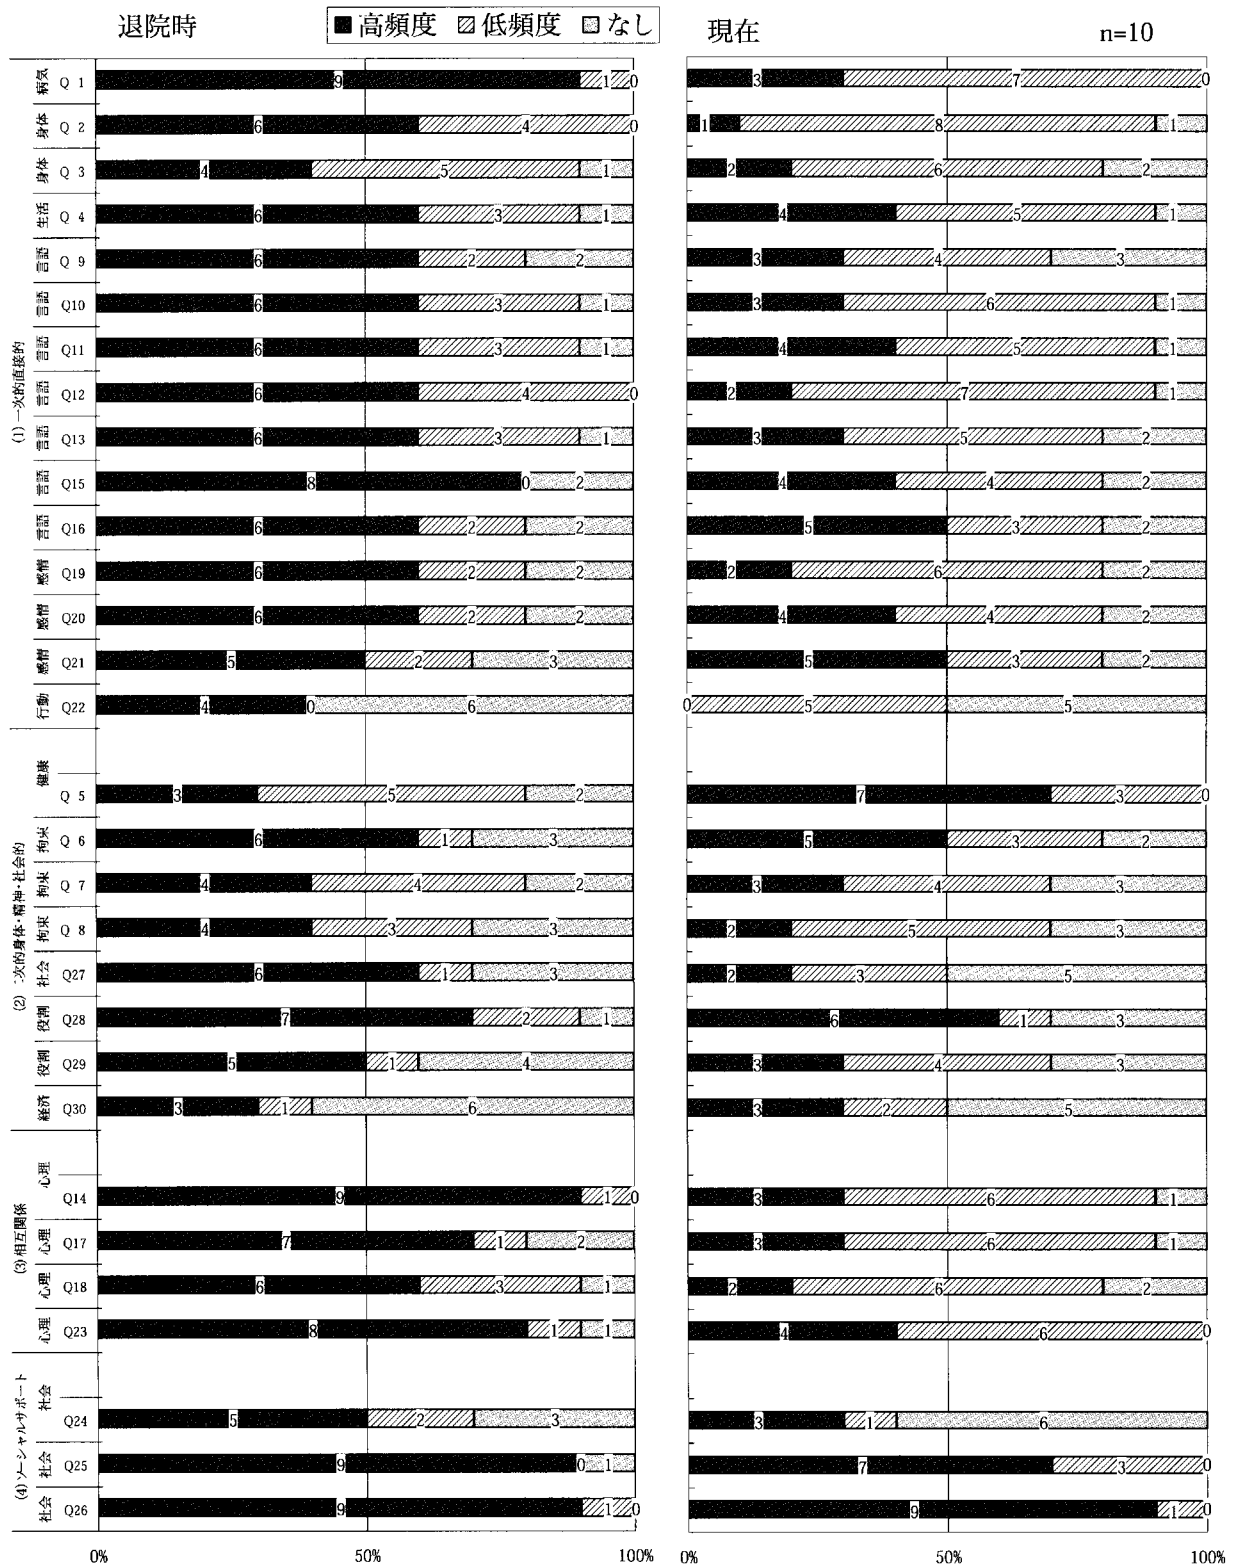 退院時 ■高頻度 低頻度 なし 現在 n=10
(1) 一次的直接的
病気 Q 1 9 1 0 3 7 0
身体 Q 2 6 4 0 1 8 1
身体 Q 3 4 5 1 2 6 2
生活 Q 4 6 3 1 4 5 1
言語 Q 9 6 2 2 3 4 3
言語 Q10 6 3 1 3 6 1
言語 Q11 6 3 1 4 5 1
言語 Q12 6 4 0 2 7 1
言語 Q13 6 3 1 3 5 2
言語 Q15 8 0 2 4 4 2
言語 Q16 6 2 2 5 3 2
感情 Q19 6 2 2 2 6 2
感情 Q20 6 2 2 4 4 2
感情 Q21 5 2 3 5 3 2
行動 Q22 4 0 6 0 5 5
(2) 二次的身体・精神・社会的
健康 Q 5 3 5 2 7 3 0
拘束 Q 6 6 1 3 5 3 2
拘束 Q 7 4 4 2 3 4 3
拘束 Q 8 4 3 3 2 5 3
社会 Q27 6 1 3 2 3 5
役割 Q28 7 2 1 6 1 3
役割 Q29 5 1 4 3 4 3
経済 Q30 3 1 6 3 2 5
(3) 相互関係
心理 Q14 9 1 0 3 6 1
心理 Q17 7 1 2 3 6 1
心理 Q18 6 3 1 2 6 2
心理 Q23 8 1 1 4 6 0
(4) ソーシャルサポート
社会 Q24 5 2 3 3 1 6
社会 Q25 9 0 1 7 3 0
社会 Q26 9 1 0 9 1 0
0% 50% 100% 0% 50% 100%